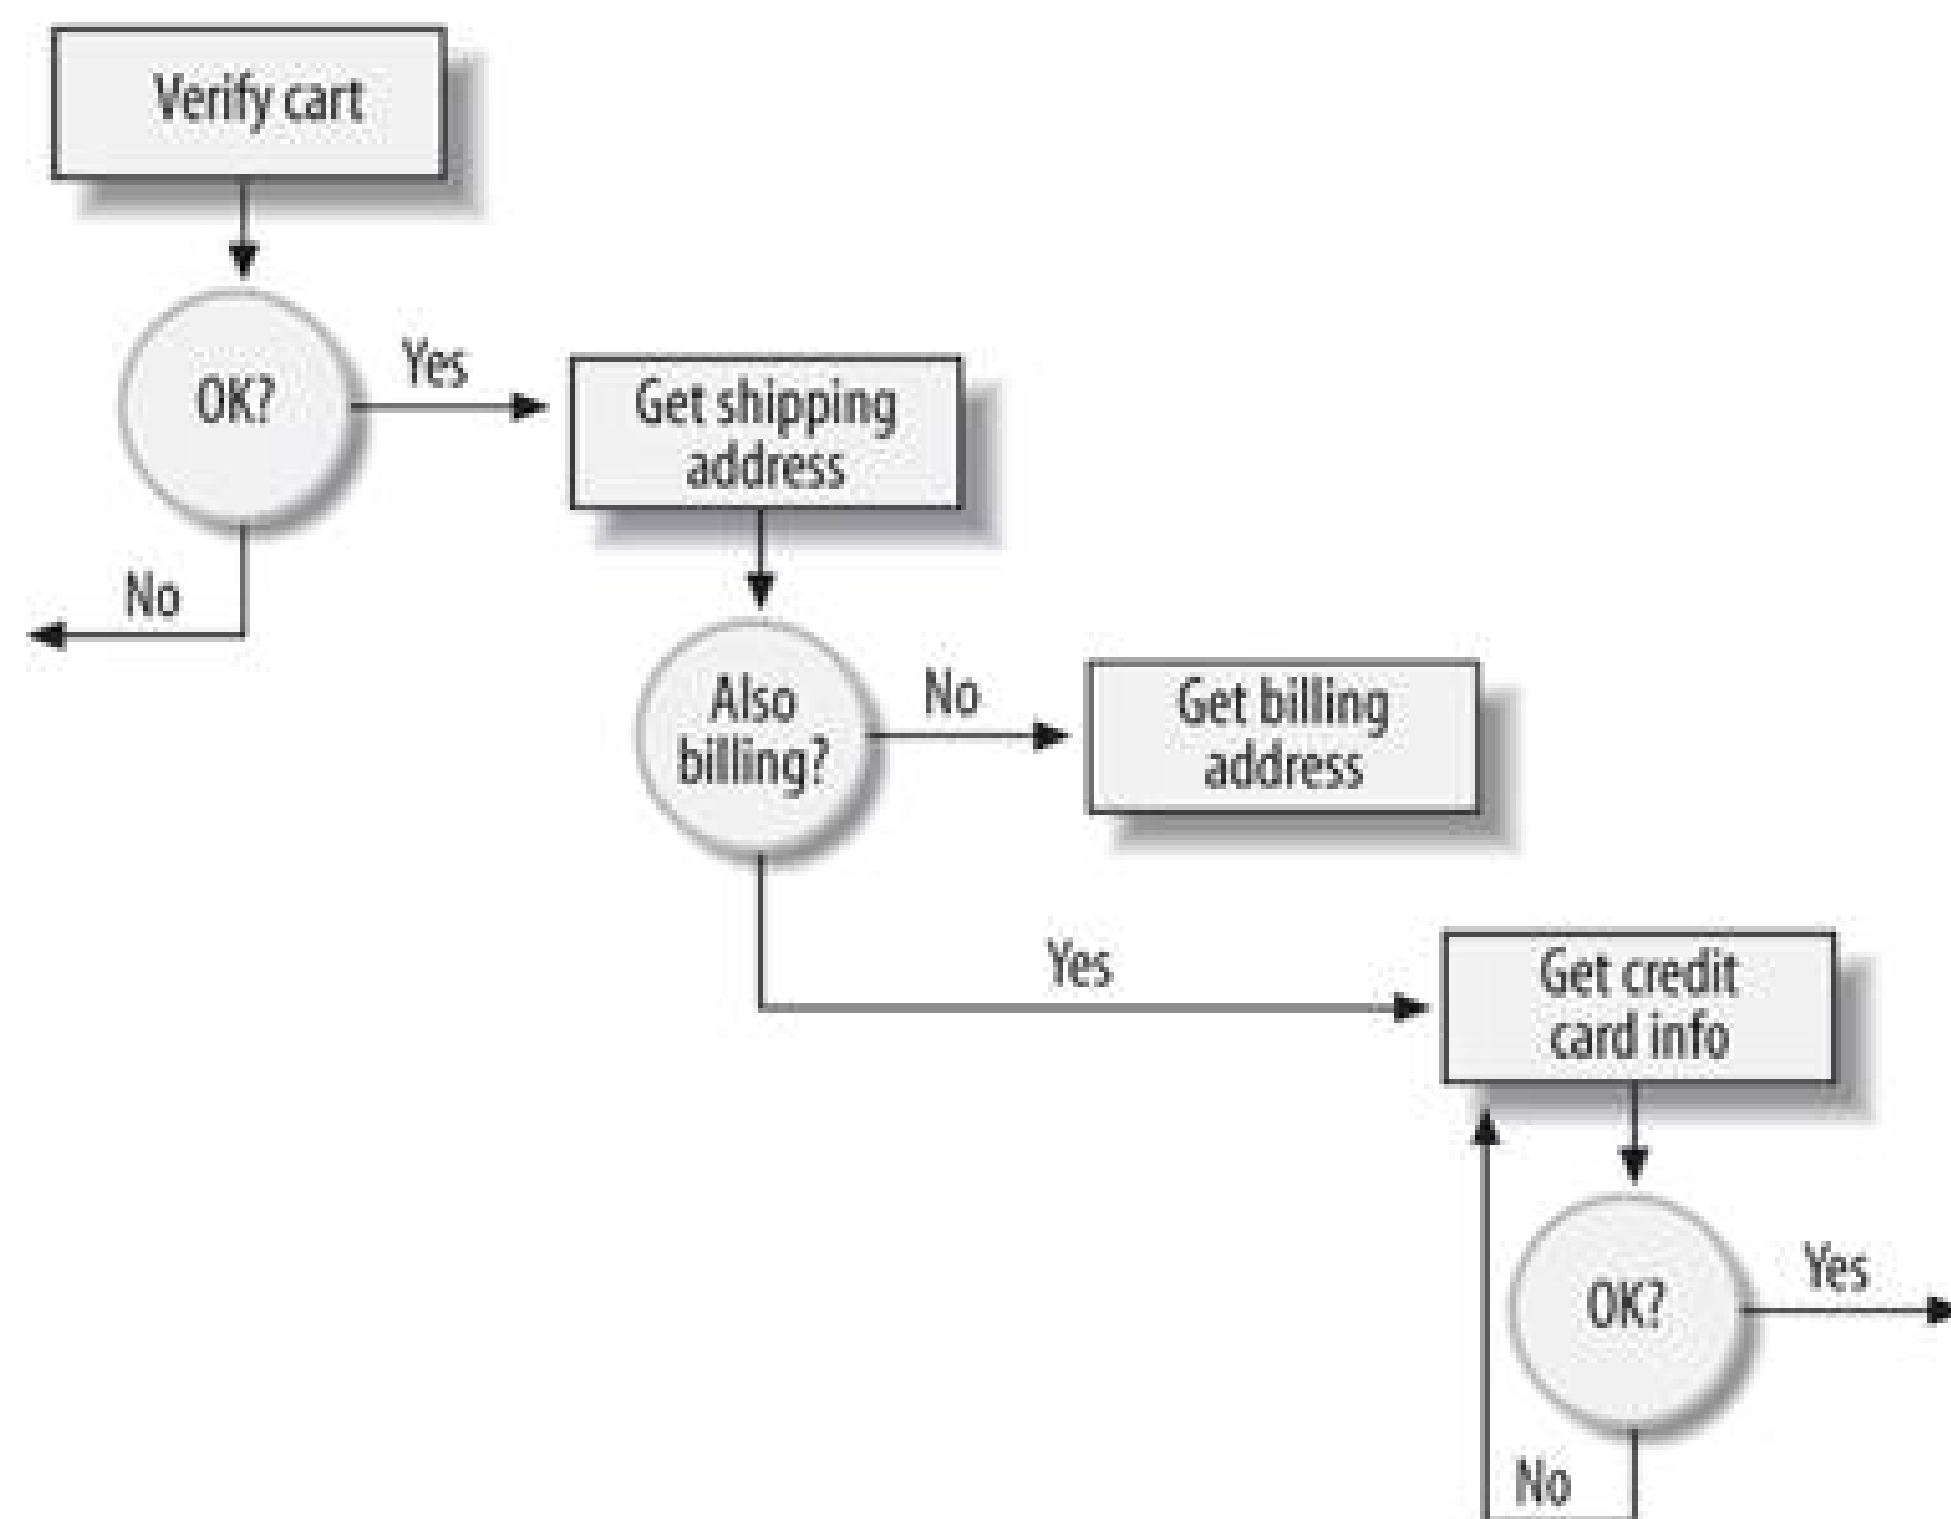 Verify cart
OK?
Yes
Get shipping
address
No
Also
billing?
No
Get billing
address
Yes
Get credit
card info
OK?
Yes
No